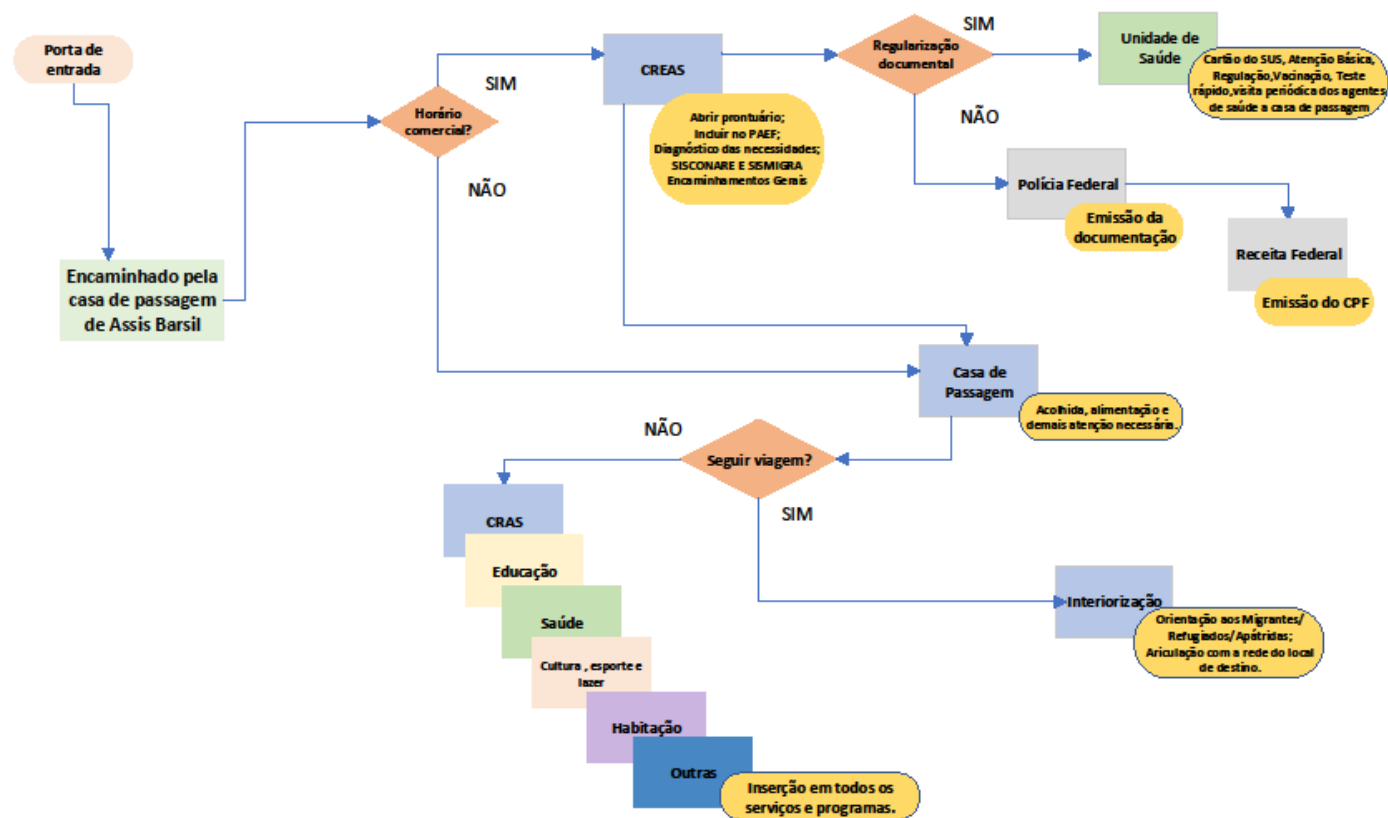 Porta de
entrada
Encaminhado pela
casa de passagem
de Assis Barsil
Horário
comercial?
SIM
NÃO
CREAS
Abrir prontuário;
Incluir no PAEF;
Diagnóstico das necessidades;
SISCONARE E SISMIGRA
Encaminhamentos Gerais
Regularização
documental
SIM
NÃO
Unidade de
Saúde
Cartão do SUS, Atenção Básica,
Regulação,Vacinação, Teste
rápido,visita periódica dos agentes
de saúde a casa de passagem
Polícia Federal
Emissão da
documentação
Receita Federal
Emissão do CPF
Casa de
Passagem
Acolhida, alimentação e
demais atenção necessária.
Seguir viagem?
NÃO
SIM
CRAS
Educação
Saúde
Cultura , esporte e
lazer
Habitação
Outras
Inserção em todos os
serviços e programas.
Interiorização
Orientação aos Migrantes/
Refugiados/Apátridas;
Ariculação com a rede do local
de destino.